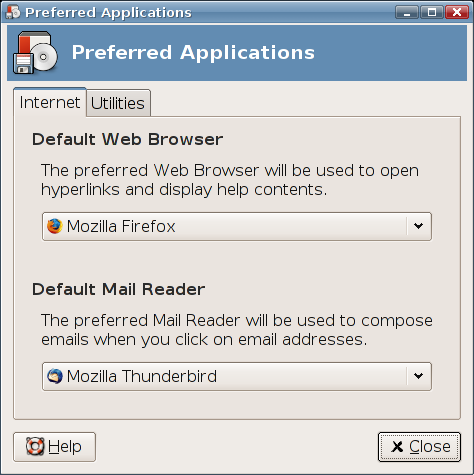 Preferred Applications
Preferred Applications
Internet
Utilities
Default Web Browser
The preferred Web Browser will be used to open
hyperlinks and display help contents.
Mozilla Firefox
Default Mail Reader
The preferred Mail Reader will be used to compose
emails when you click on email addresses.
Mozilla Thunderbird
Help
Close